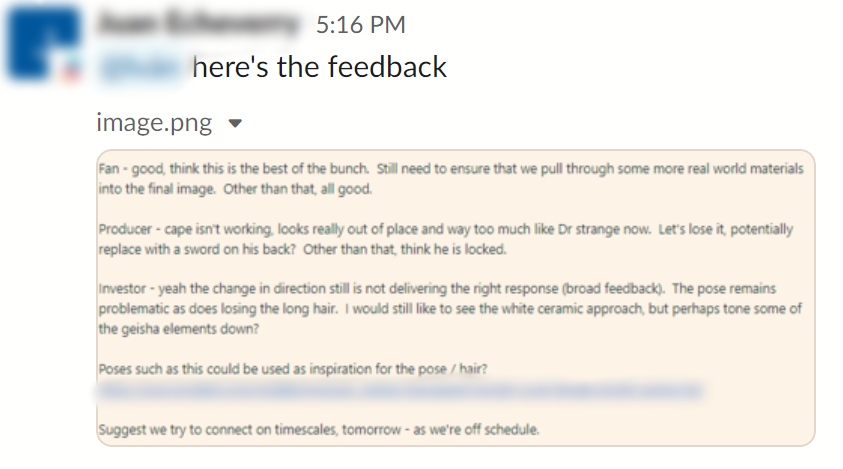 Juan Echeverry 5:16 PM
here's the feedback
image.png
Fan - good, think this is the best of the bunch. Still need to ensure that we pull through some more real world materials
into the final image. Other than that, all good.
Producer - cape isn't working, looks really out of place and way too much like Dr strange now. Let's lose it, potentially
replace with a sword on his back? Other than that, think he is locked.
Investor - yeah the change in direction still is not delivering the right response (broad feedback). The pose remains
problematic as does losing the long hair. I would still like to see the white ceramic approach, but perhaps tone some of
the geisha elements down?
Poses such as this could be used as inspiration for the pose / hair?
Suggest we try to connect on timescales, tomorrow - as we're off schedule.